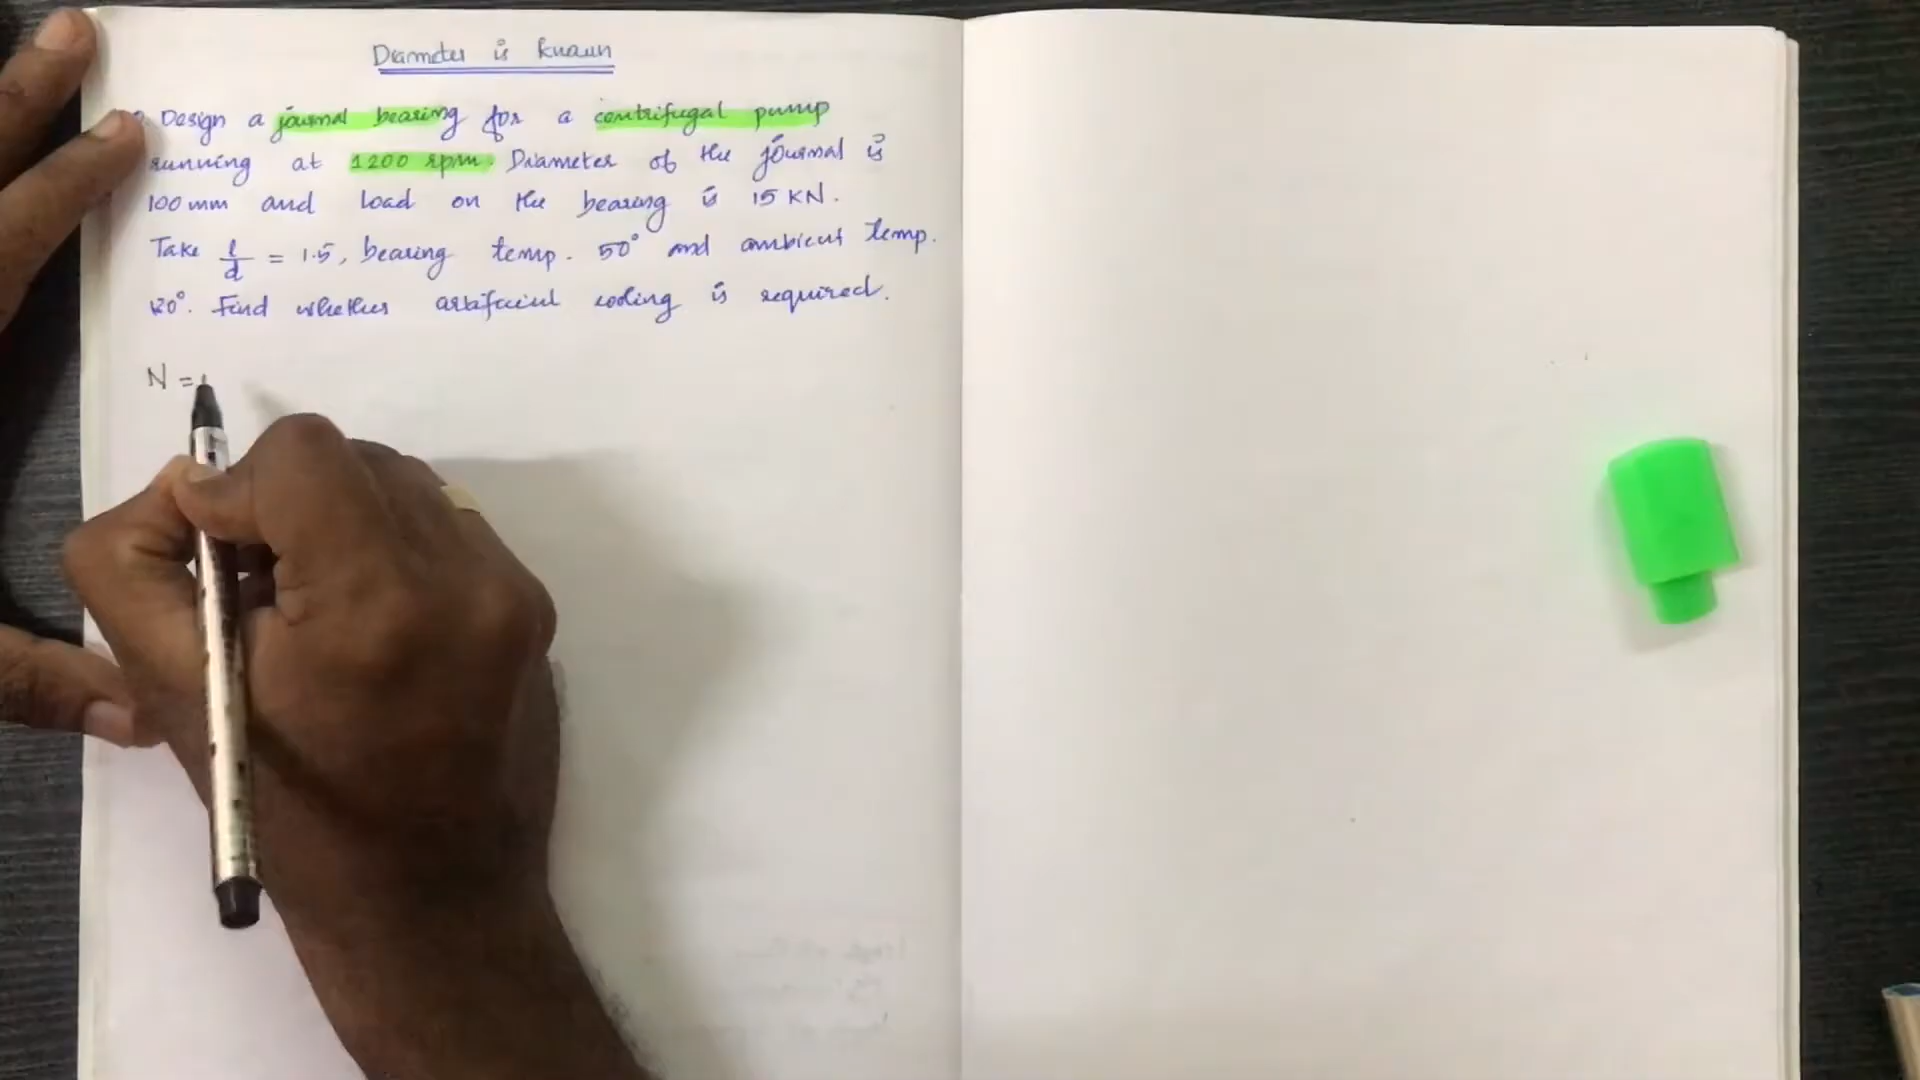 Diameter is known
Design a journal bearing for a centrifugal pump
running at 1200 rpm. Diameter of the journal is
100 mm and load on the bearing is 15 KN.
Take l/d = 1.5, bearing temp. 50° and ambient temp.
20°. Find whether artificial cooling is required.
N =